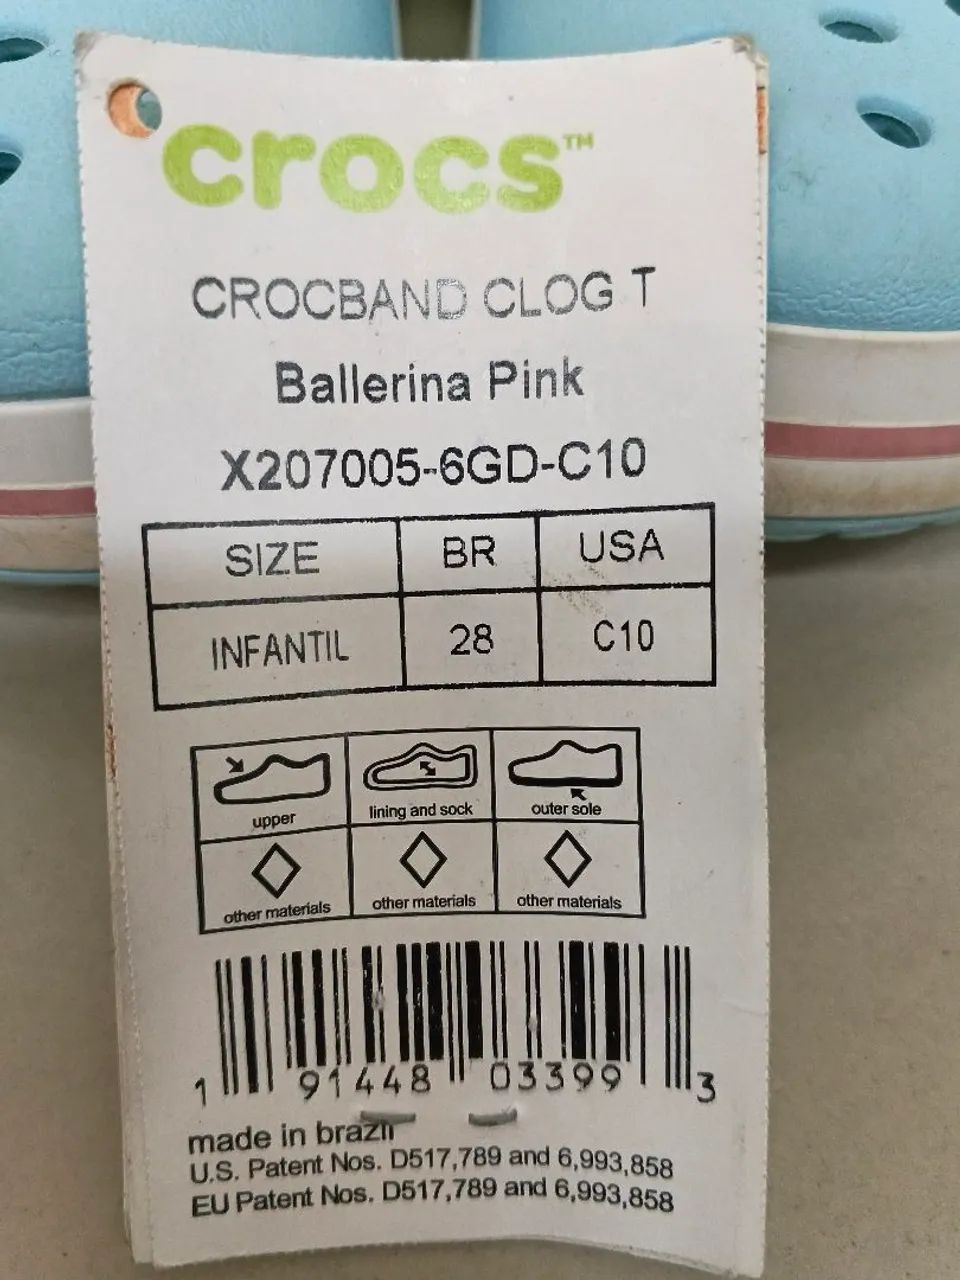 crocs™
CROCBAND CLOG T
Ballerina Pink
X207005-6GD-C10
SIZE BR USA
INFANTIL 28 C10
upper lining and sock outer sole
other materials other materials other materials
1 91448 03399 3
made in brazil
U.S. Patent Nos. D517,789 and 6,993,858
EU Patent Nos. D517,789 and 6,993,858